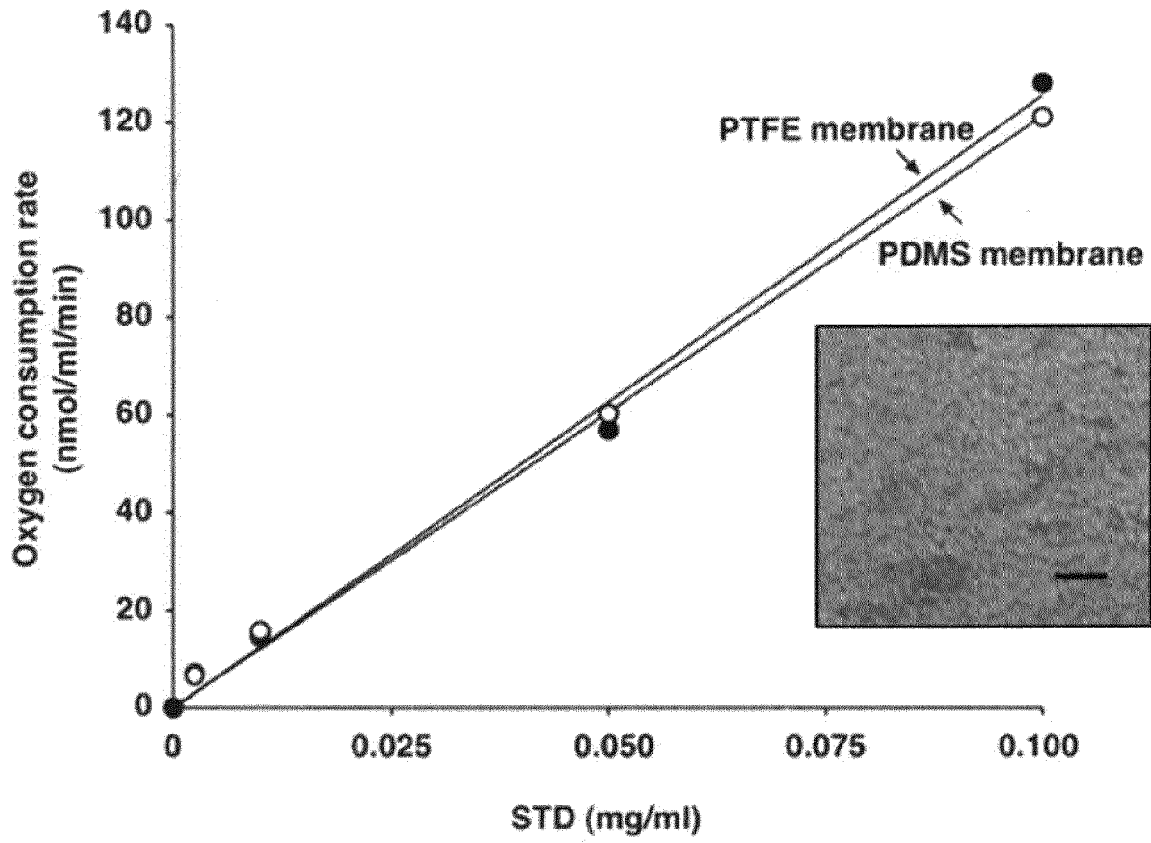 140
120
100
80
60
40
20
0
Oxygen consumption rate
(nmol/ml/min)
PTFE membrane
PDMS membrane
0 0.025 0.050 0.075 0.100
STD (mg/ml)